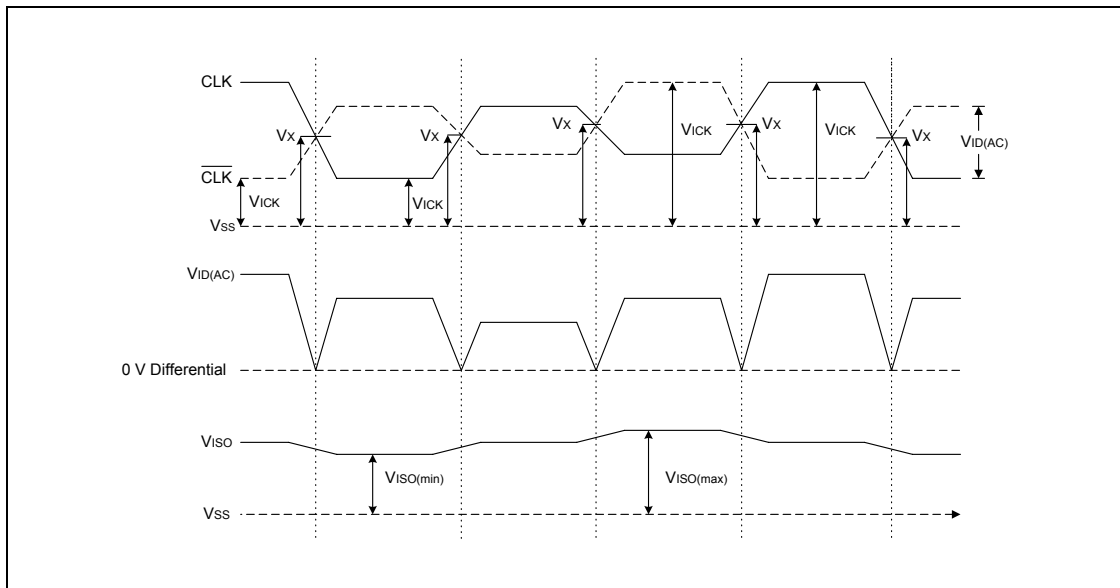 CLK
VX
VX
VX
VICK
VX
VICK
VX
VID(AC)
CLK
VICK
VICK
VSS
VID(AC)
0 V Differential
VISO
VISO(min)
VISO(max)
VSS